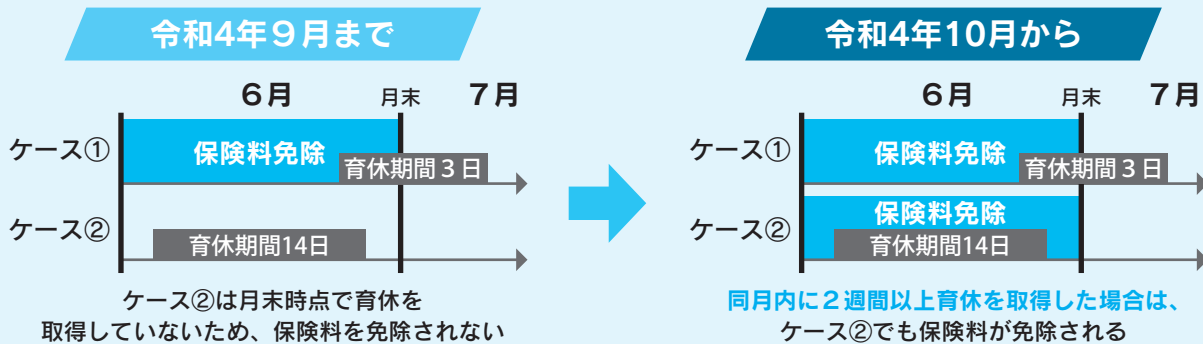 令和4年９月まで
６月 月末 ７月
ケース① 保険料免除
育休期間３日
ケース②
育休期間14日
ケース②は月末時点で育休を
取得していないため、保険料を免除されない
令和4年10月から
６月 月末 ７月
ケース① 保険料免除
育休期間３日
保険料免除
ケース②
育休期間14日
同月内に２週間以上育休を取得した場合は、
ケース②でも保険料が免除される